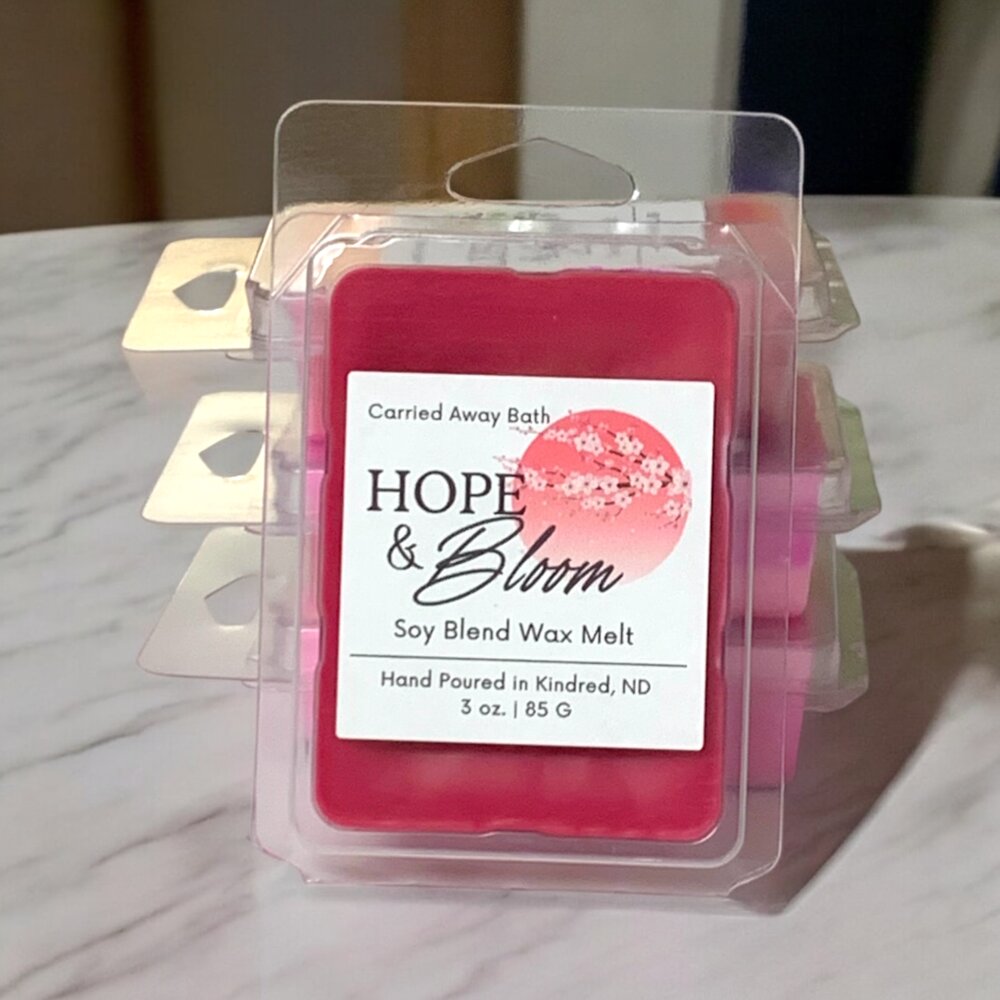 Carried Away Bath
HOPE
& Bloom
Soy Blend Wax Melt
Hand Poured in Kindred, ND
3 oz. | 85 G